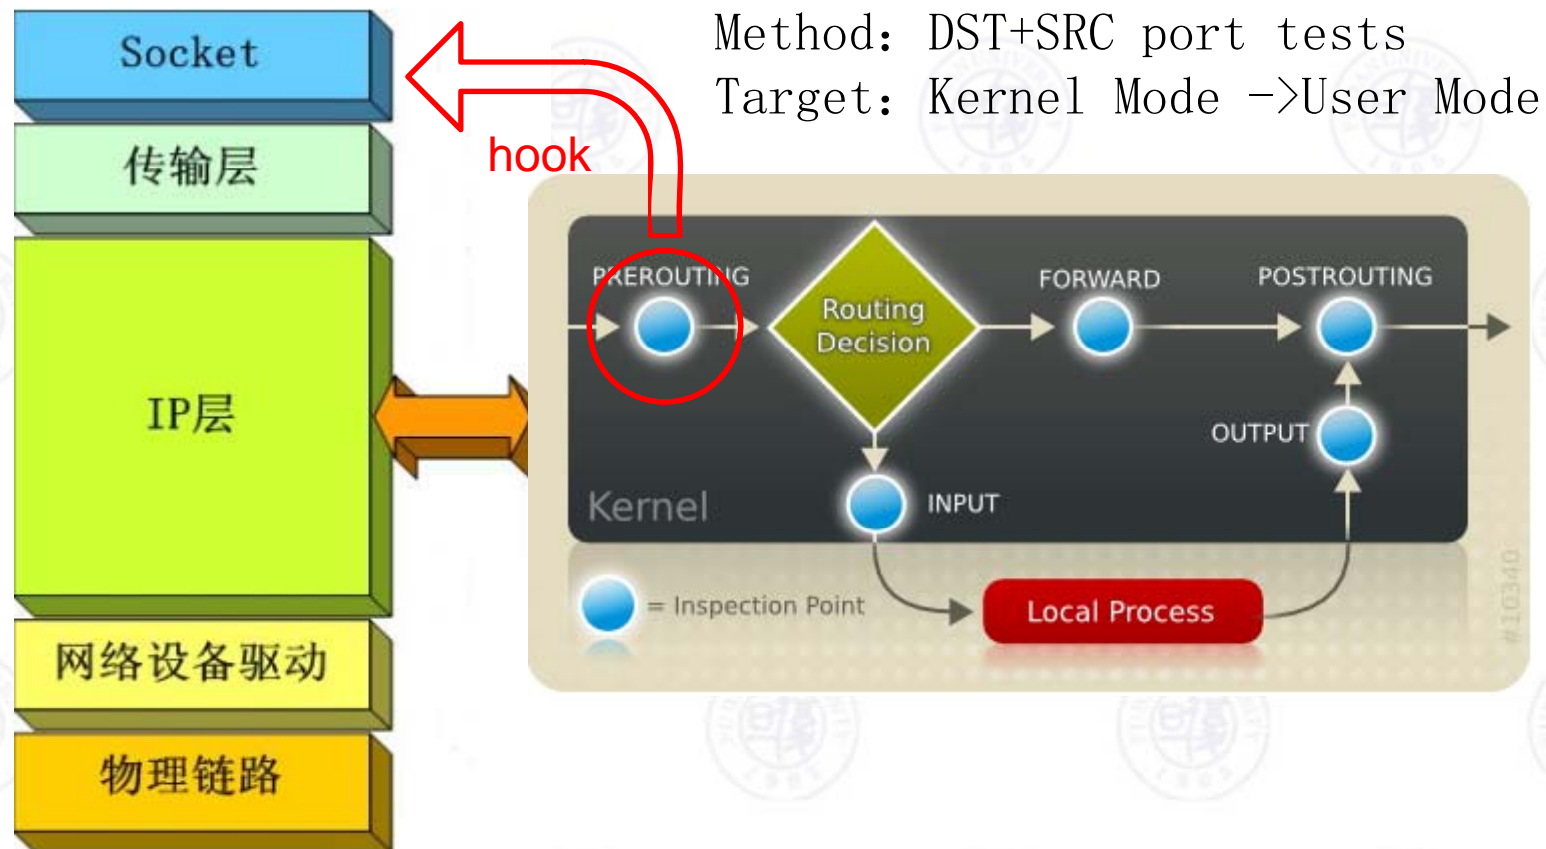 Method: DST+SRC port tests
Target: Kernel Mode ->User Mode
Socket
hook
传输层
IP层
网络设备驱动
物理链路
PREROUTING
Routing
Decision
FORWARD
POSTROUTING
OUTPUT
INPUT
Kernel
= Inspection Point
Local Process
#10340